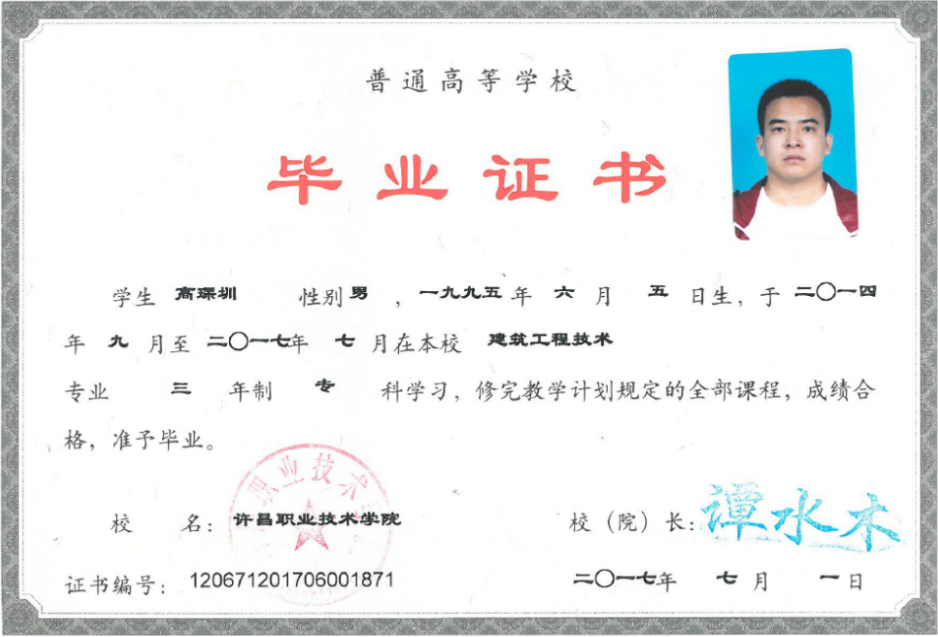 普通高等学校
毕业证书
学生 高琛圳 性别 男 ，一九九五 年 六 月 五 日生，于 二〇一四
年 九 月至 二〇一七年 七 月在本校 建筑工程技术
专业 三 年制 专 科学习，修完教学计划规定的全部课程，成绩合
格，准予毕业。
职业技术
校 名：许昌职业技术学院
校（院）长：谭水木
证书编号：120671201706001871
二〇一七年 七 月 一 日